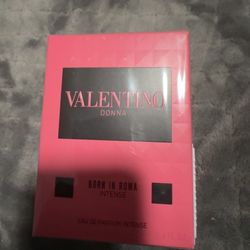 VALENTINO
DONNA
BORN IN ROMA
INTENSE
EAU DE PARFUM INTENSE